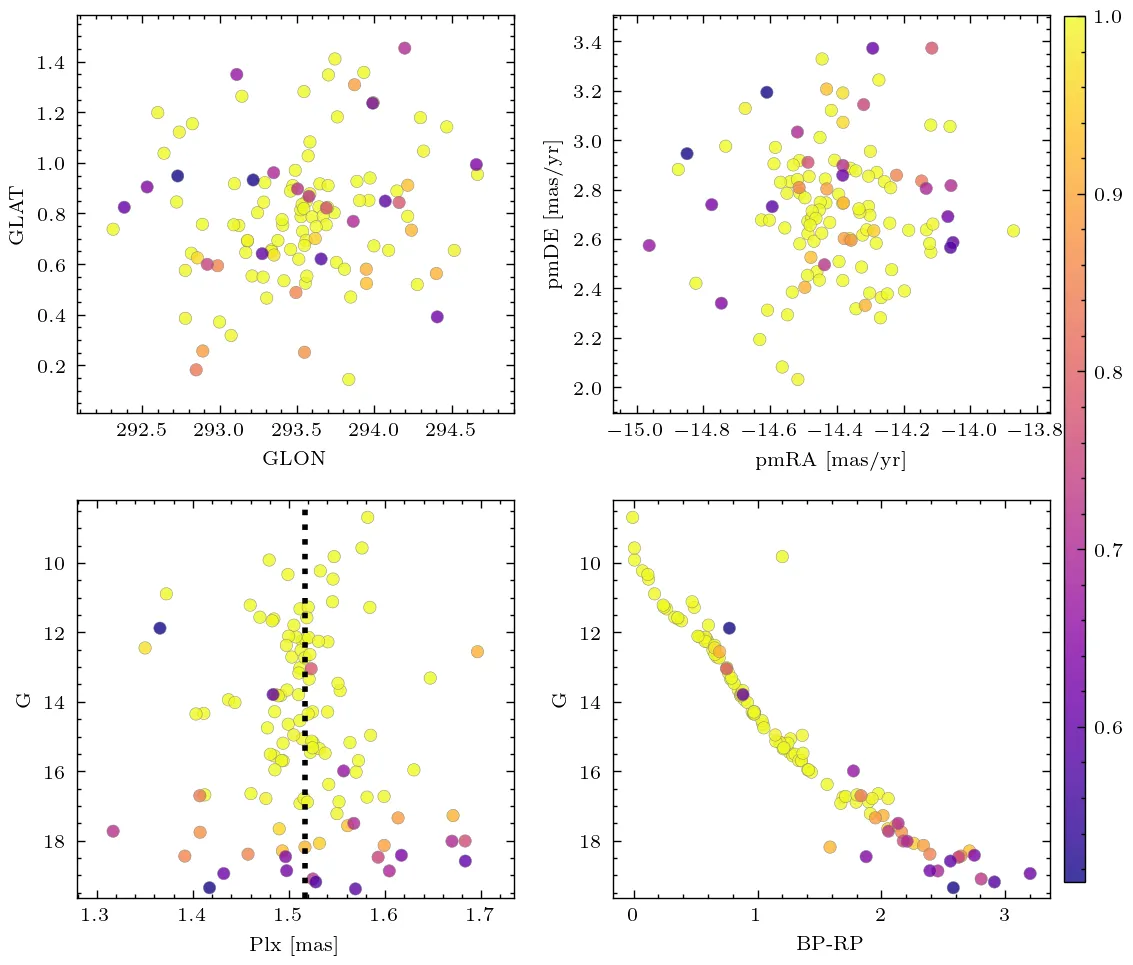 1.4
1.2
1.0
0.8
0.6
0.4
0.2
GLAT
292.5 293.0 293.5 294.0 294.5
GLON
3.4
3.2
3.0
2.8
2.6
2.4
2.2
2.0
pmDE [mas/yr]
−15.0 −14.8 −14.6 −14.4 −14.2 −14.0 −13.8
pmRA [mas/yr]
10
12
14
16
18
G
1.3 1.4 1.5 1.6 1.7
Plx [mas]
10
12
14
16
18
G
0 1 2 3
BP-RP
1.0
0.9
0.8
0.7
0.6